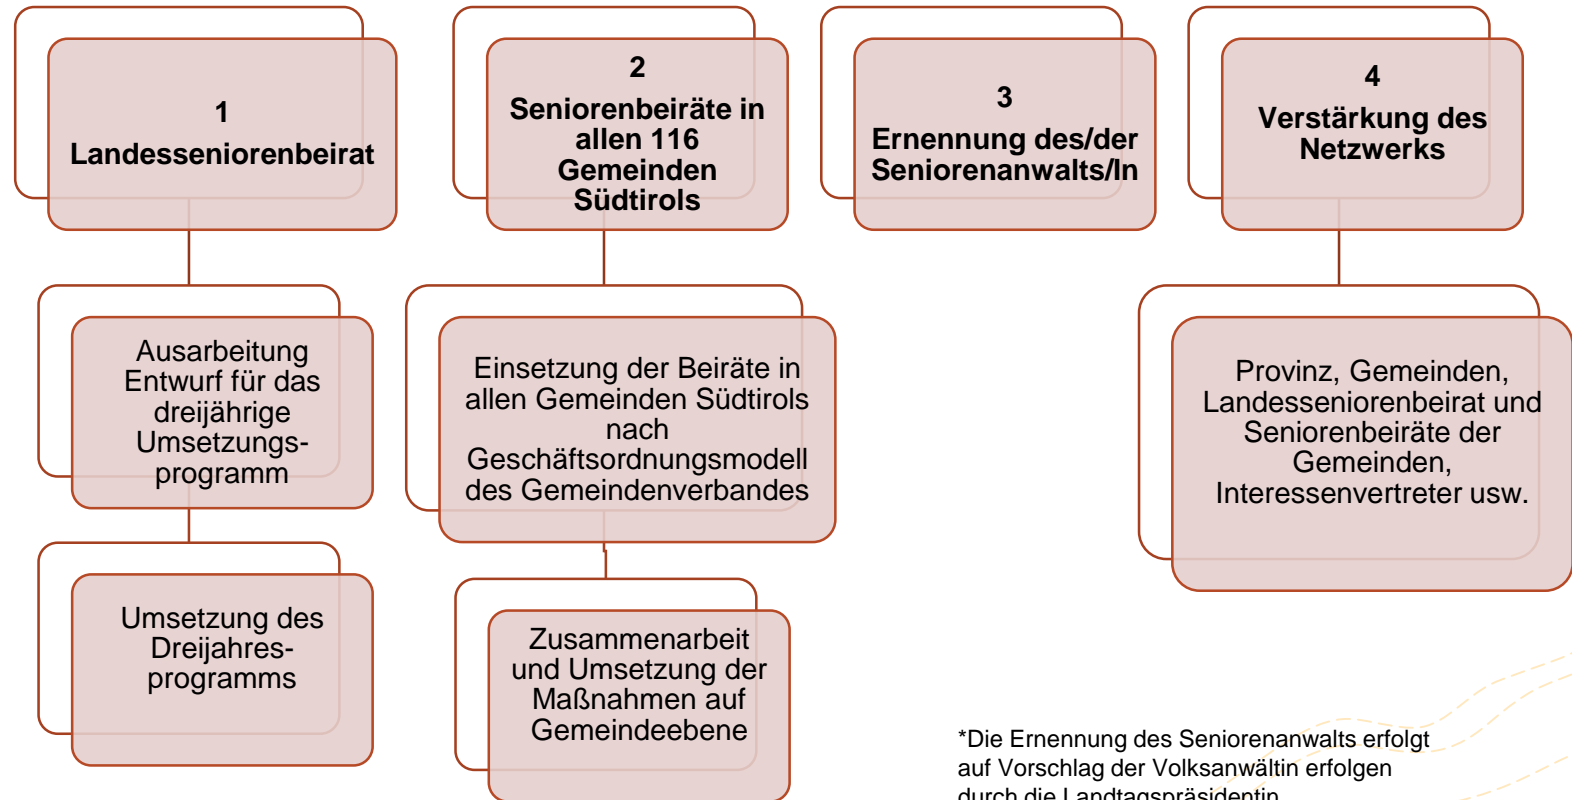 1
Landesseniorenbeirat
Ausarbeitung
Entwurf für das
dreijährige
Umsetzungs-
programm
Umsetzung des
Dreijahres-
programms
2
Seniorenbeiräte in
allen 116
Gemeinden
Südtirols
Einsetzung der Beiräte in
allen Gemeinden Südtirols
nach
Geschäftsordnungsmodell
des Gemeindenverbandes
Zusammenarbeit
und Umsetzung der
Maßnahmen auf
Gemeindeebene
3
Ernennung des/der
Seniorenanwalts/In
4
Verstärkung des
Netzwerks
Provinz, Gemeinden,
Landesseniorenbeirat und
Seniorenbeiräte der
Gemeinden,
Interessenvertreter usw.
*Die Ernennung des Seniorenanwalts erfolgt
auf Vorschlag der Volksanwältin erfolgen
durch die Landtagspräsidentin